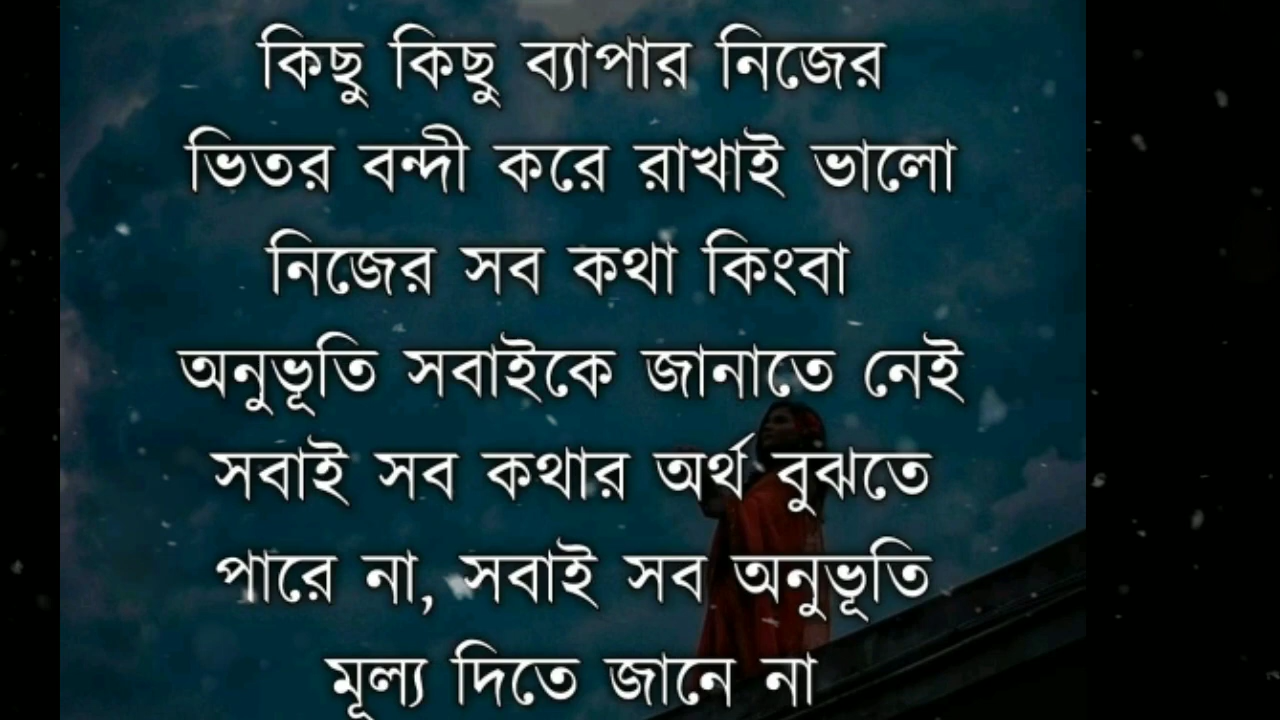 কিছু কিছু ব্যাপার নিজের
ভিতর বন্দী করে রাখাই ভালো
নিজের সব কথা কিংবা
অনুভূতি সবাইকে জানাতে নেই
সবাই সব কথার অর্থ বুঝতে
পারে না, সবাই সব অনুভূতি
মূল্য দিতে জানে না